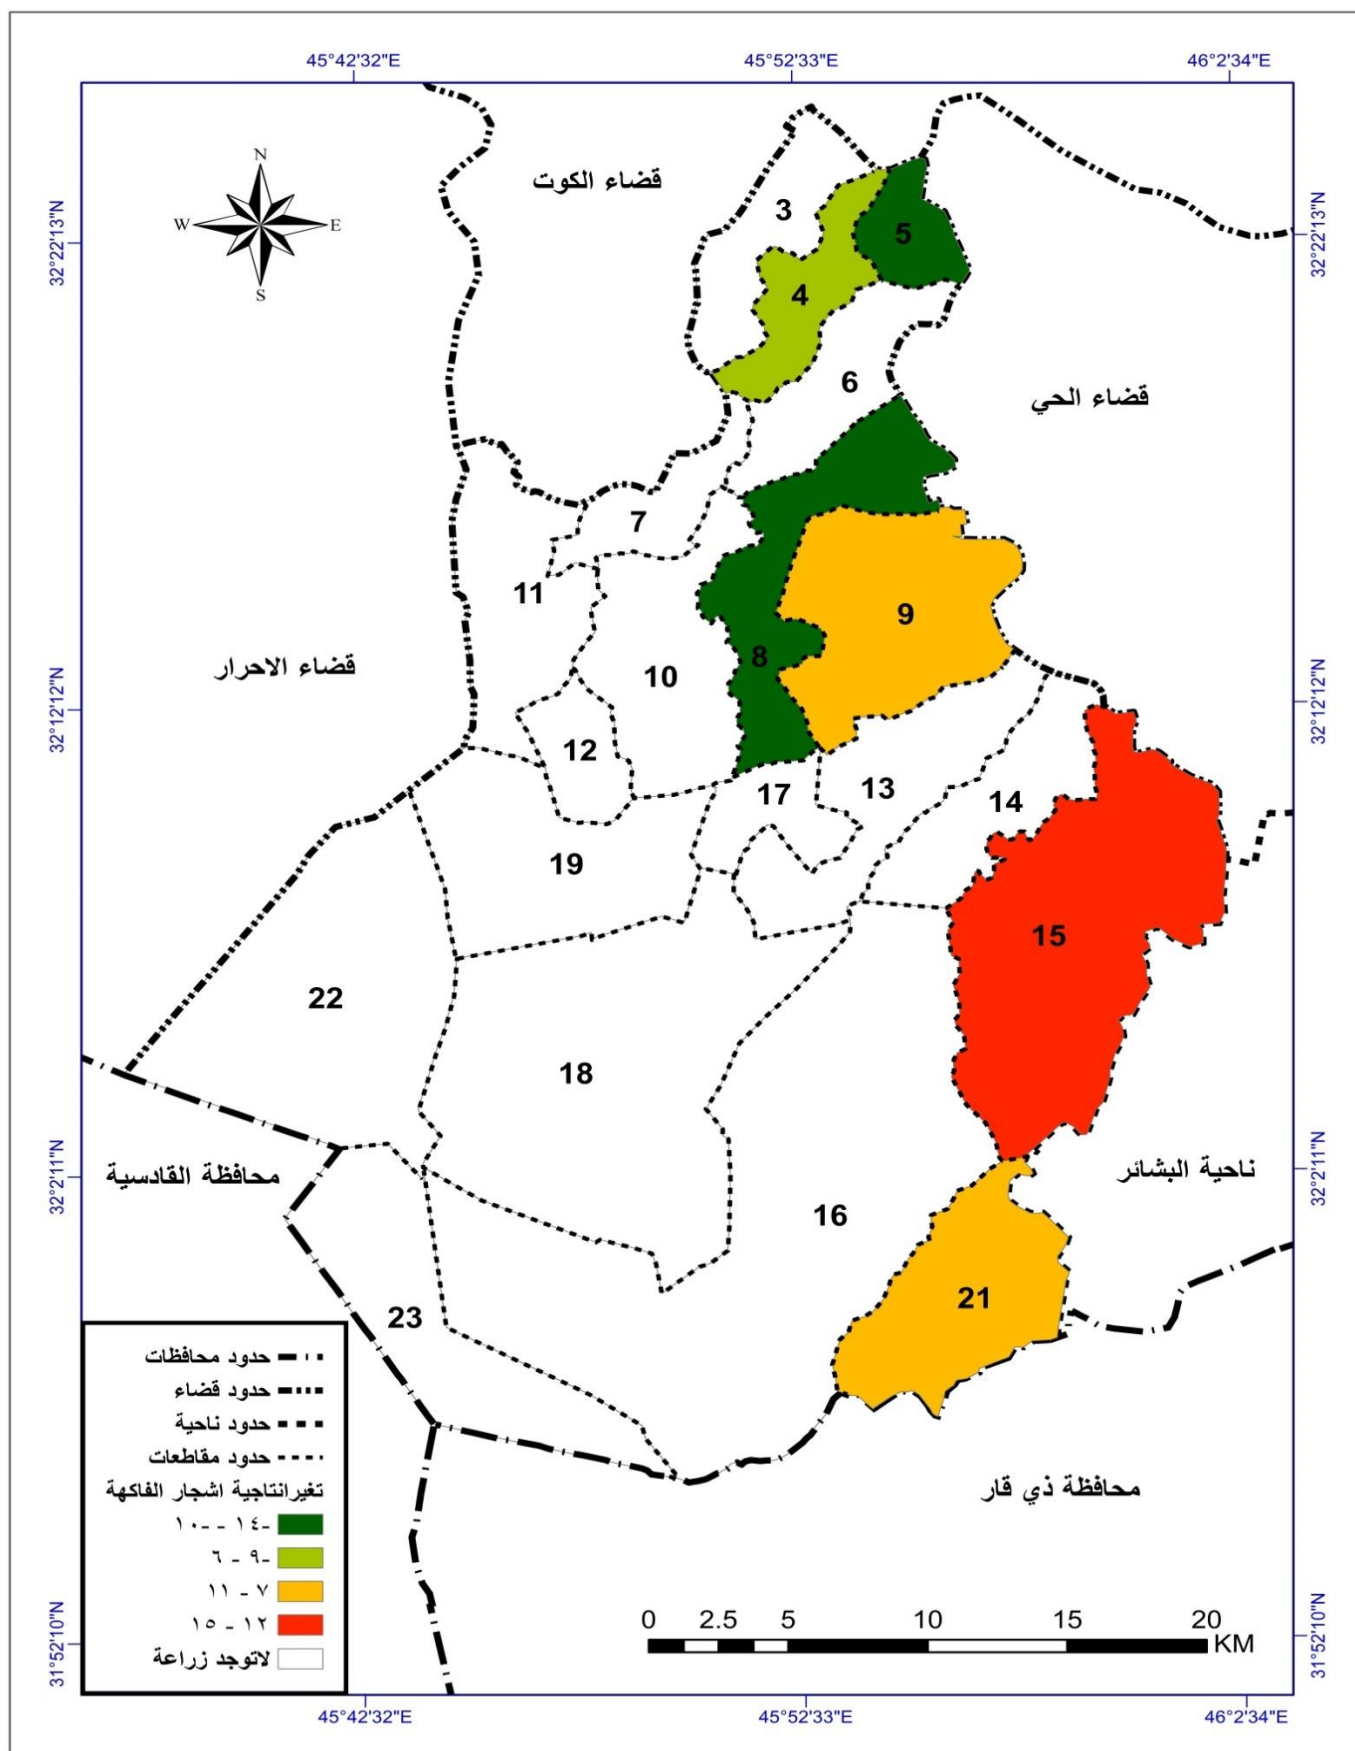 45°42'32"E
45°52'33"E
46°2'34"E
32°22'13"N
32°22'13"N
N
W
E
S
قضاء الكوت
3
5
4
6
قضاء الحي
7
11
9
10
8
قضاء الاحرار
32°12'12"N
32°12'12"N
12
17
13
14
19
15
22
18
32°2'11"N
32°2'11"N
محافظة القادسية
ناحية البشائر
16
21
23
حدود محافظات
حدود قضاء
حدود ناحية
حدود مقاطعات
تغيرانتاجية اشجار الفاكهة
-١٤ - -١٠
-٩ - ٦
٧ - ١١
١٢ - ١٥
لاتوجد زراعة
محافظة ذي قار
0 2.5 5 10 15 20
KM
31°52'10"N
31°52'10"N
45°42'32"E
45°52'33"E
46°2'34"E